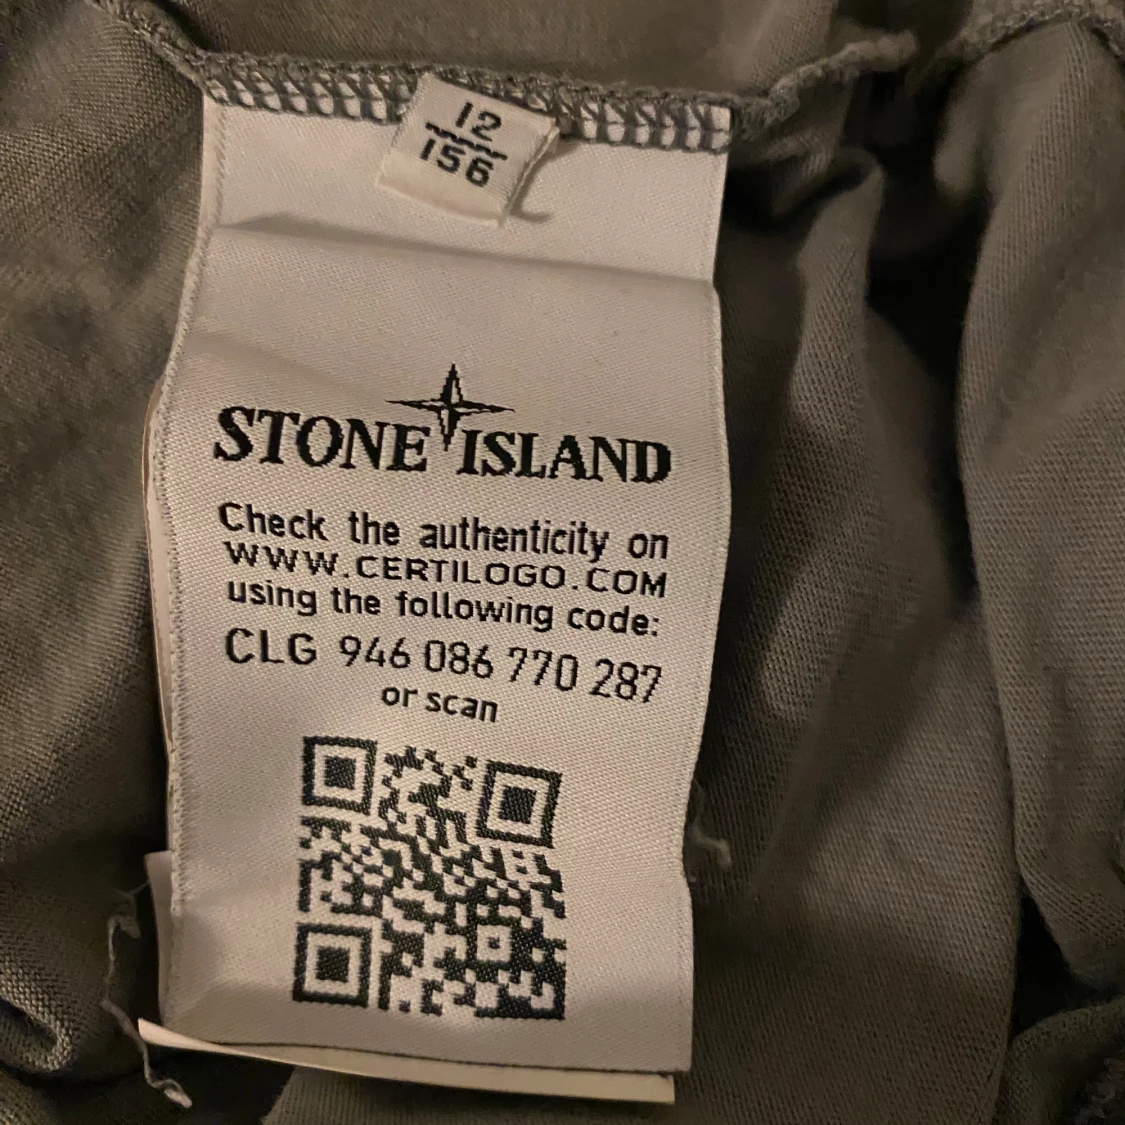 12
156
STONE ISLAND
Check the authenticity on
WWW.CERTILOGO.COM
using the following code:
CLG 946 086 770 287
or scan